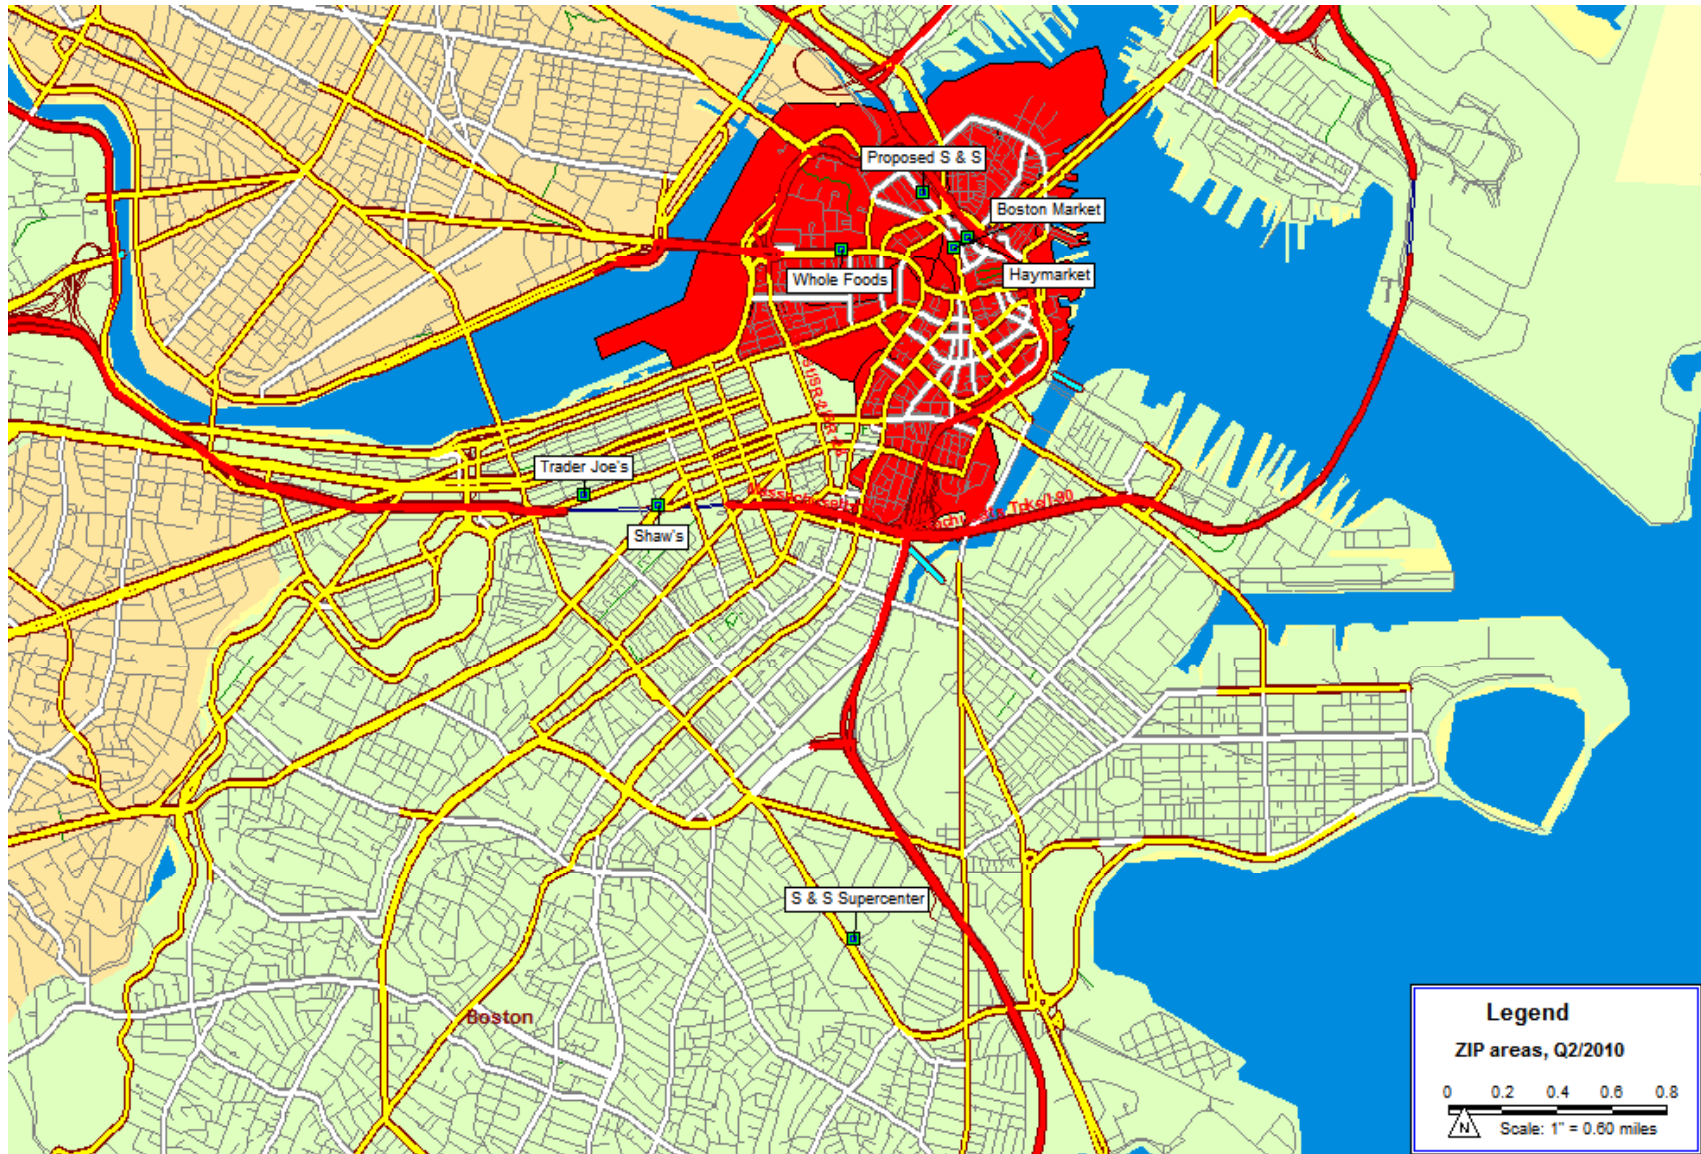 Proposed S & S
Boston Market
Whole Foods
Haymarket
Trader Joe's
Shaw's
S & S Supercenter
Boston
Legend
ZIP areas, Q2/2010
0 0.2 0.4 0.6 0.8
N
Scale: 1" = 0.60 miles